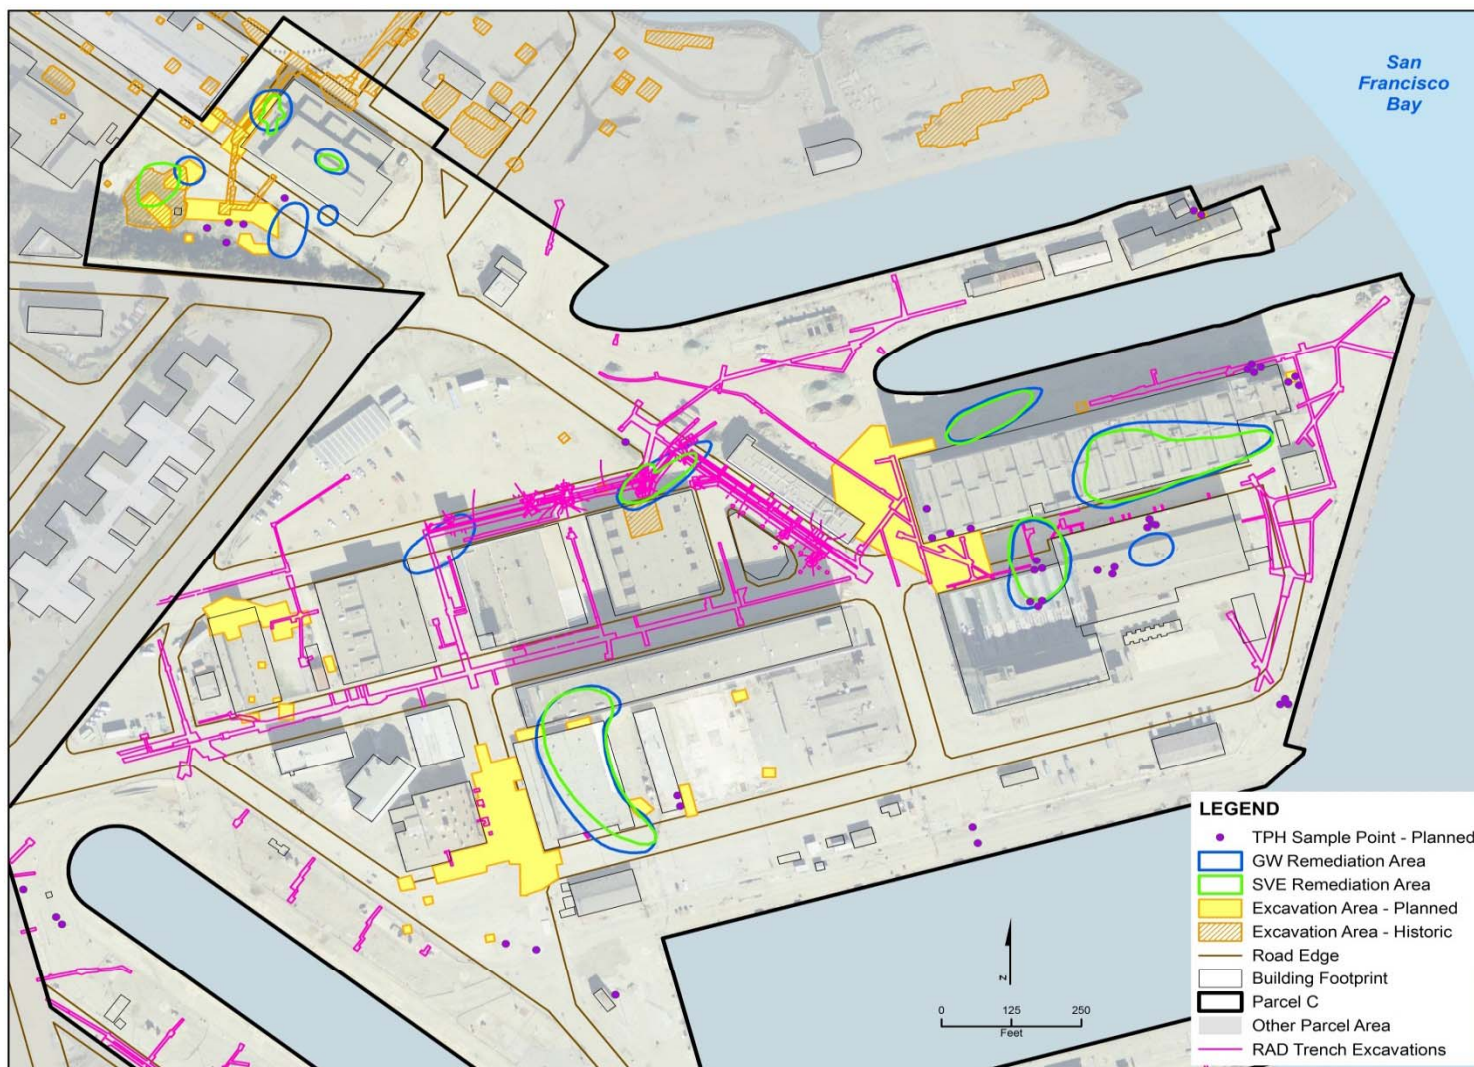 San
Francisco
Bay
LEGEND
TPH Sample Point - Planned
GW Remediation Area
SVE Remediation Area
Excavation Area - Planned
Excavation Area - Historic
Road Edge
Building Footprint
Parcel C
Other Parcel Area
RAD Trench Excavations
N
0 125 250
Feet